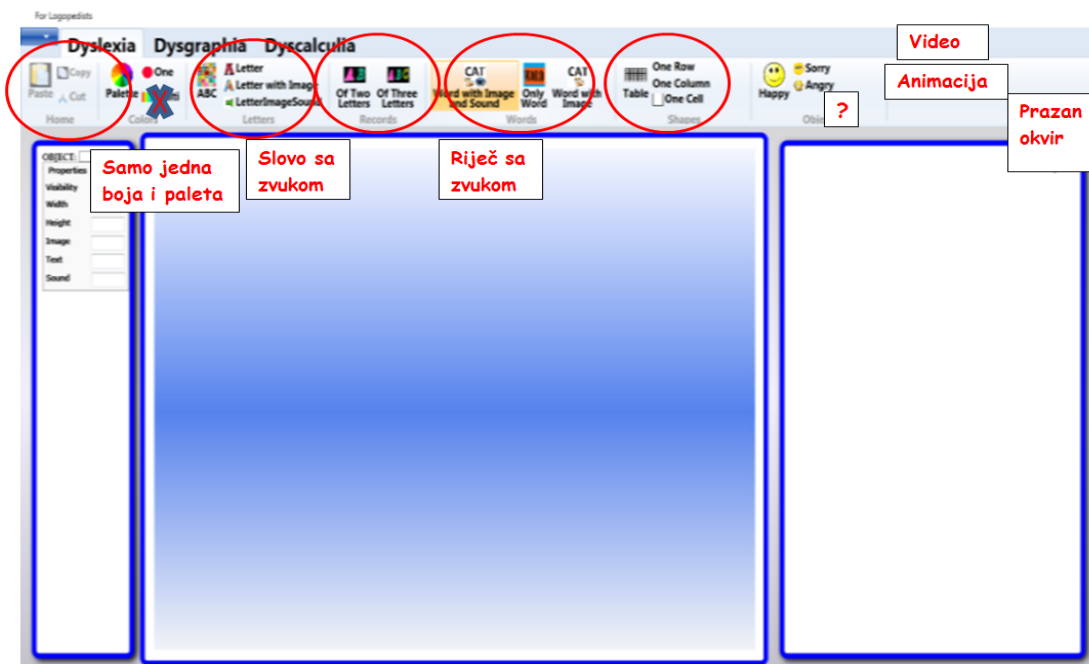 For Logopedists
Dyslexia Dysgraphia Dyscalculia
Video
Paste
Copy
Cut
Home
Palette
One
Colors
ABC
Letter
Letter with Image
LetterImageSound
Letters
Of Two Letters
Of Three Letters
Records
CAT
Word with Image and Sound
Only Word
CAT
Word with Image
Words
Table
One Row
One Column
One Cell
Shapes
Happy
Sorry
Angry
?
Animacija
Prazan
okvir
OBJECT:
Properties
Visibility
Width
Height
Image
Text
Sound
Samo jedna
boja i paleta
Slovo sa
zvukom
Riječ sa
zvukom